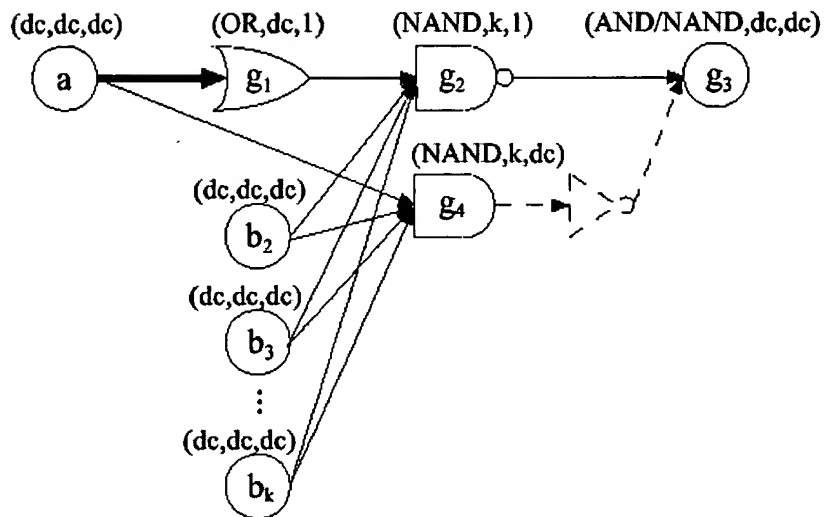 (dc,dc,dc) (OR,dc,1) (NAND,k,1) (AND/NAND,dc,dc)
a g₁ g₂ g₃
(NAND,k,dc)
(dc,dc,dc) g₄
b₂
(dc,dc,dc)
b₃
⋮
(dc,dc,dc)
bₖ